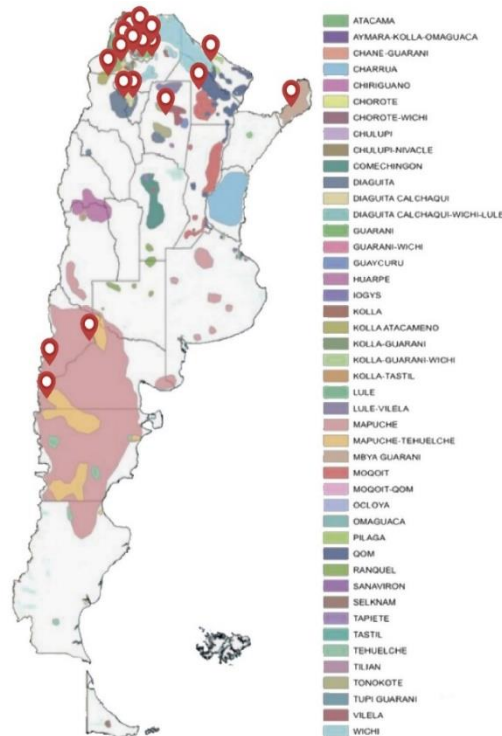 ATACAMA
AYMARA-KOLLA-OMAGUACA
CHANE-GUARANI
CHARRUA
CHIRIGUANO
CHOROTE
CHOROTE-WICHI
CHULUPI
CHULUPI-NIVACLE
COMECHINGON
DIAGUITA
DIAGUITA CALCHAQUI
DIAGUITA CALCHAQUI-WICHI-LULE
GUARANI
GUARANI-WICHI
GUAYCURU
HUARPE
IOGYS
KOLLA
KOLLA ATACAMENO
KOLLA-GUARANI
KOLLA-GUARANI-WICHI
KOLLA-TASTIL
LULE
LULE-VILELA
MAPUCHE
MAPUCHE-TEHUELCHE
MBYA GUARANI
MOQOIT
MOQOIT-QOM
OCLOYA
OMAGUACA
PILAGA
QOM
RANQUEL
SANAVIRON
SELKNAM
TAPIETE
TASTIL
TEHUELCHE
TILIAN
TONOKOTE
TUPI GUARANI
VILELA
WICHI